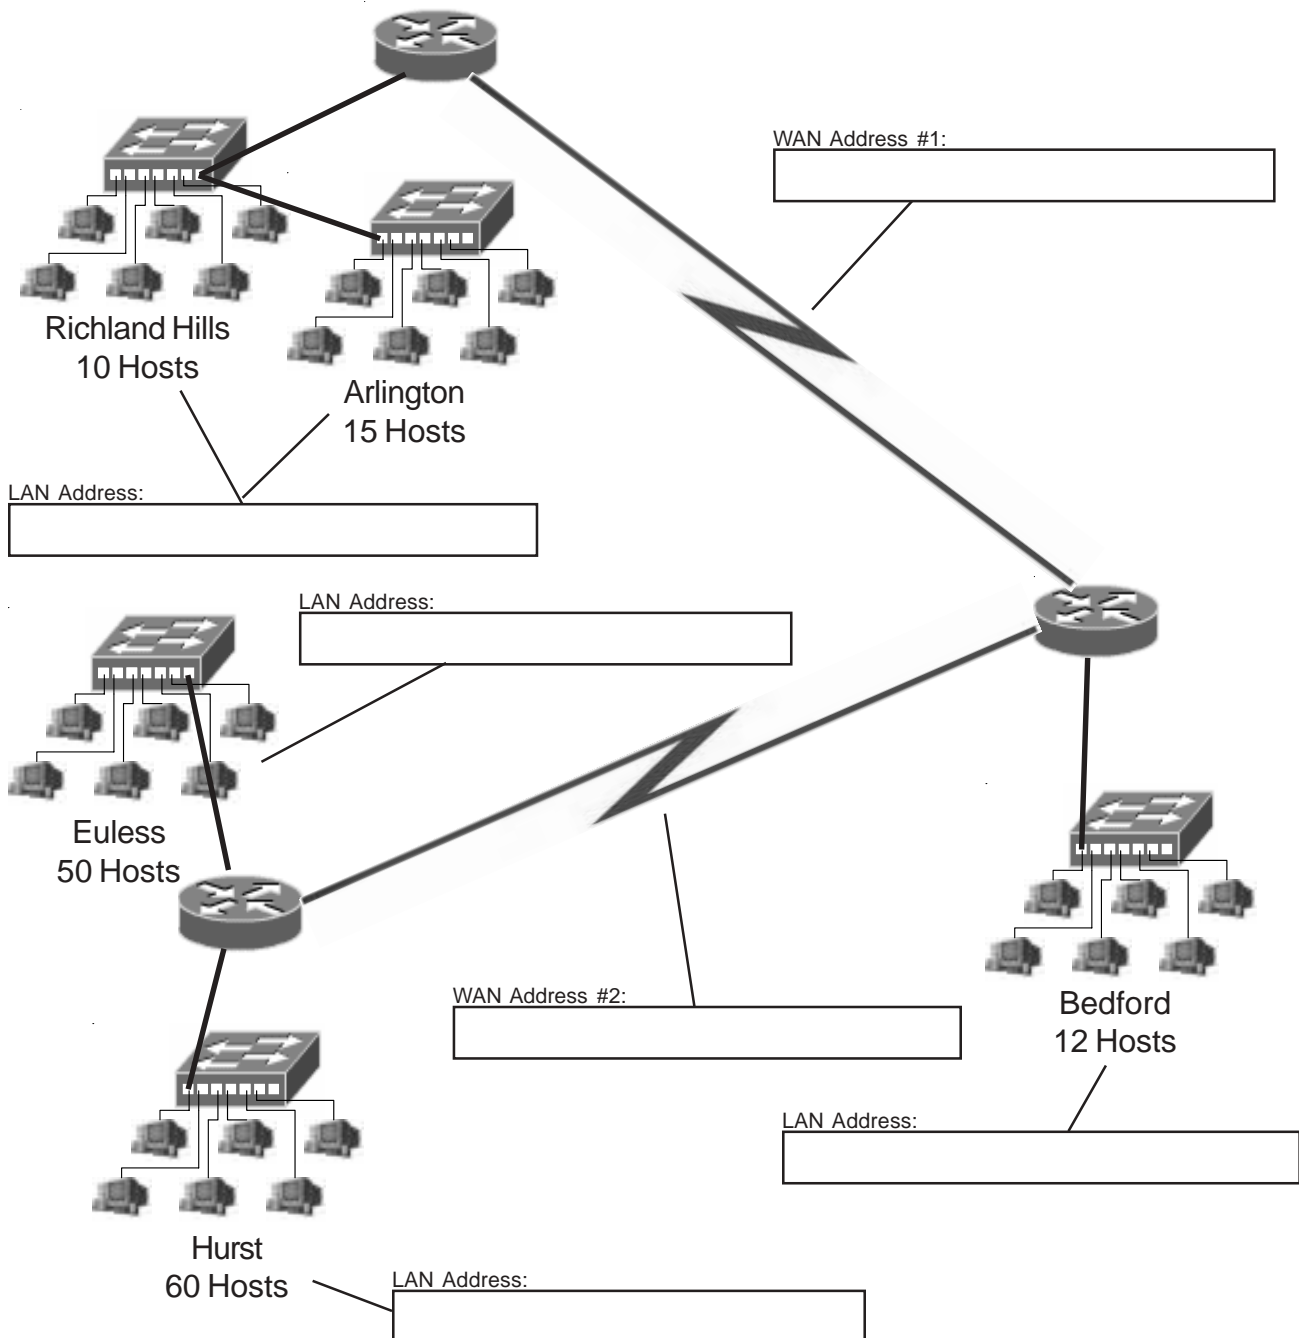 WAN Address #1:
Richland Hills
10 Hosts
Arlington
15 Hosts
LAN Address:
LAN Address:
Euless
50 Hosts
WAN Address #2:
Bedford
12 Hosts
LAN Address:
Hurst
60 Hosts
LAN Address: